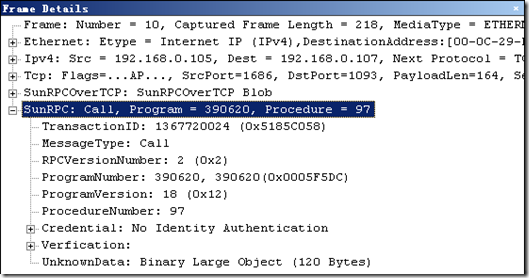 Frame Details
Frame: Number = 10, Captured Frame Length = 218, MediaType = ETHERN
Ethernet: Etype = Internet IP (IPv4),DestinationAddress:[00-0C-29-
Ipv4: Src = 192.168.0.105, Dest = 192.168.0.107, Next Protocol = TC
Tcp: Flags=...AP..., SrcPort=1686, DstPort=1093, PayloadLen=164, Se
SunRPCOverTCP: SunRPCOverTCP Blob
SunRPC: Call, Program = 390620, Procedure = 97
TransactionID: 1367720024 (0x5185C058)
MessageType: Call
RPCVersionNumber: 2 (0x2)
ProgramNumber: 390620, 390620(0x0005F5DC)
ProgramVersion: 18 (0x12)
ProcedureNumber: 97
Credential: No Identity Authentication
Verfication:
UnknownData: Binary Large Object (120 Bytes)